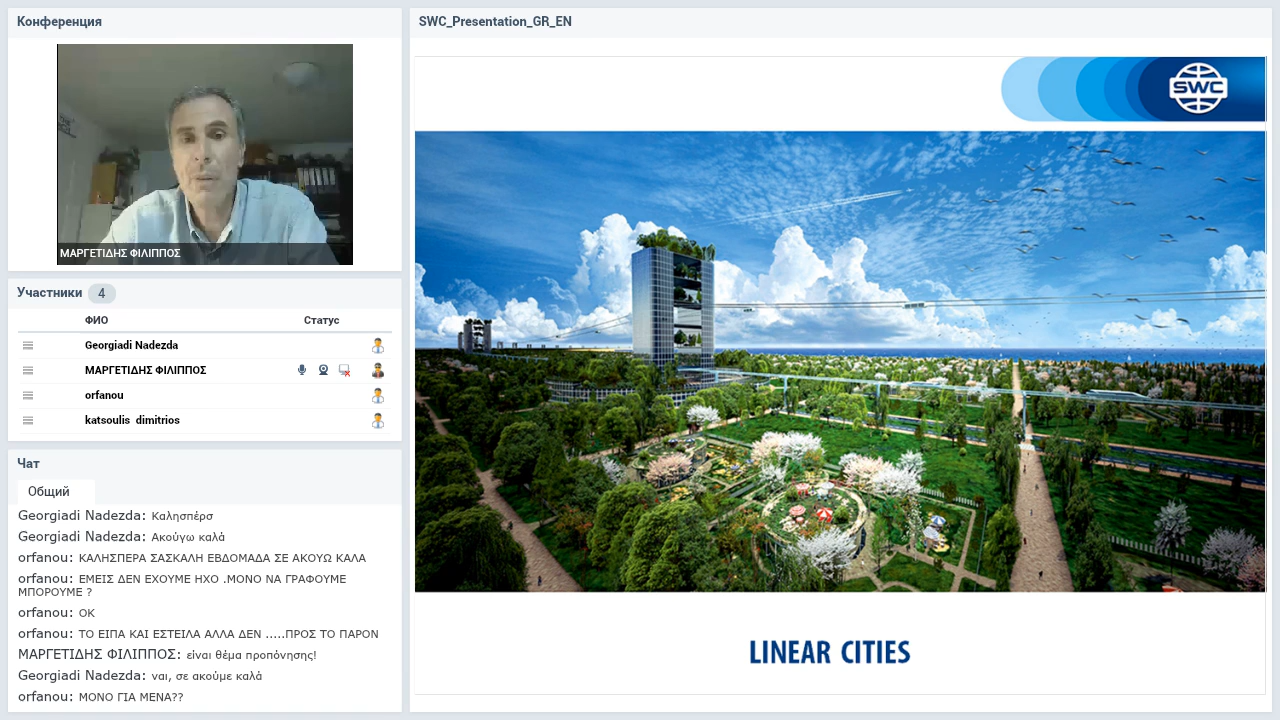 Конференция
ΜΑΡΓΕΤΙΔΗΣ ΦΙΛΙΠΠΟΣ
Участники 4
ФИО Статус
Georgiadi Nadezda
ΜΑΡΓΕΤΙΔΗΣ ΦΙΛΙΠΠΟΣ
orfanou
katsoulis dimitrios
Чат
Общий
Georgiadi Nadezda: Καλησπέρσ
Georgiadi Nadezda: Ακούγω καλά
orfanou: ΚΑΛΗΣΠΕΡΑ ΣΑΣΚΑΛΗ ΕΒΔΟΜΑΔΑ ΣΕ ΑΚΟΥΩ ΚΑΛΑ
orfanou: ΕΜΕΙΣ ΔΕΝ ΕΧΟΥΜΕ ΗΧΟ .ΜΟΝΟ ΝΑ ΓΡΑΦΟΥΜΕ
ΜΠΟΡΟΥΜΕ ?
orfanou: ΟΚ
orfanou: ΤΟ ΕΙΠΑ ΚΑΙ ΕΣΤΕΙΛΑ ΑΛΛΑ ΔΕΝ .....ΠΡΟΣ ΤΟ ΠΑΡΟΝ
ΜΑΡΓΕΤΙΔΗΣ ΦΙΛΙΠΠΟΣ: είναι θέμα προπόνησης!
Georgiadi Nadezda: ναι, σε ακούμε καλά
orfanou: ΜΟΝΟ ΓΙΑ ΜΕΝΑ??
SWC_Presentation_GR_EN
SWC
LINEAR CITIES